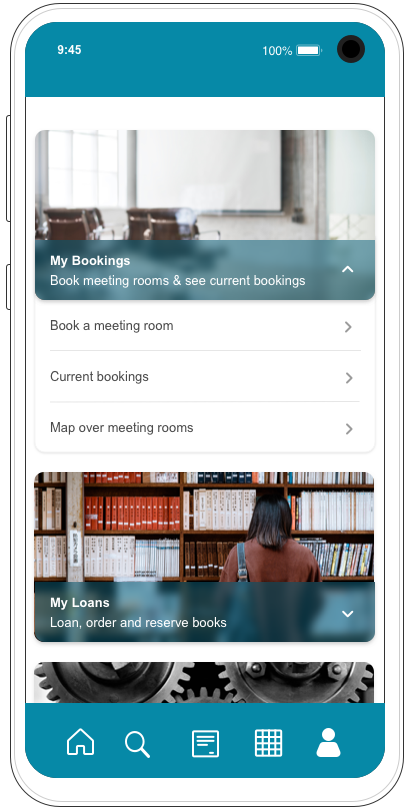 9:45
100%
My Bookings
Book meeting rooms & see current bookings
Book a meeting room
Current bookings
Map over meeting rooms
My Loans
Loan, order and reserve books